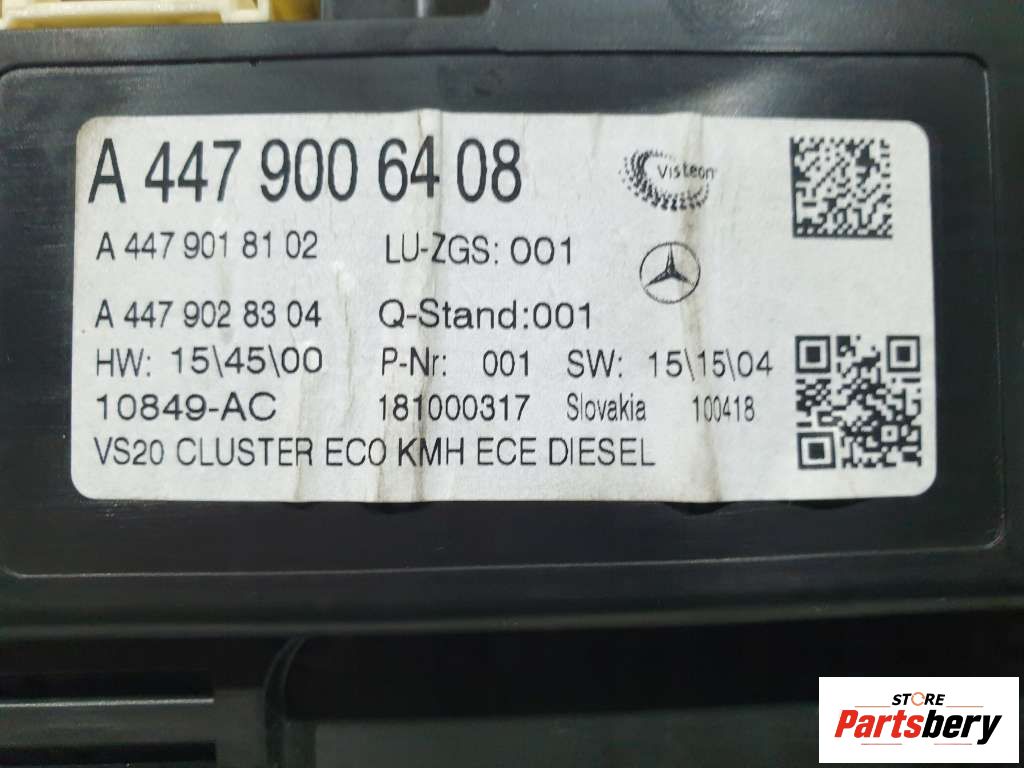 A 447 900 64 08
Visteon
A 447 901 81 02 LU-ZGS: 001
A 447 902 83 04 Q-Stand:001
HW: 15\45\00 P-Nr: 001 SW: 15\15\04
10849-AC 181000317 Slovakia 100418
VS20 CLUSTER ECO KMH ECE DIESEL
STORE
Partsbery